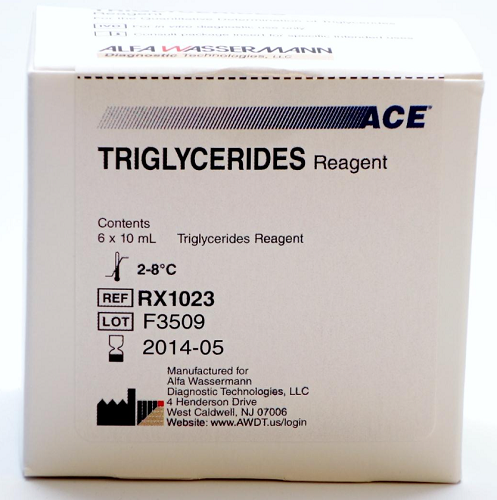 Reagent
ALFA WASSERMANN
Diagnostic Technologies, LLC
ACE
TRIGLYCERIDES Reagent
Contents
6 x 10 mL Triglycerides Reagent
2-8°C
REF RX1023
LOT F3509
2014-05
Manufactured for
Alfa Wassermann
Diagnostic Technologies, LLC
4 Henderson Drive
West Caldwell, NJ 07006
Website: www.AWDT.us/login